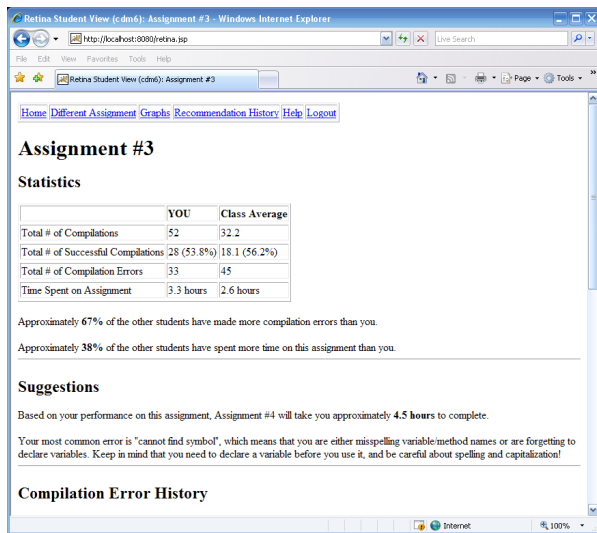 Retina Student View (cdm6): Assignment #3 - Windows Internet Explorer
http://localhost:8080/retina.jsp
Live Search
File Edit View Favorites Tools Help
Retina Student View (cdm6): Assignment #3
Page
Tools
Home Different Assignment Graphs Recommendation History Help Logout
Assignment #3
Statistics
YOU Class Average
Total # of Compilations 52 32.2
Total # of Successful Compilations 28 (53.8%) 18.1 (56.2%)
Total # of Compilation Errors 33 45
Time Spent on Assignment 3.3 hours 2.6 hours
Approximately 67% of the other students have made more compilation errors than you.
Approximately 38% of the other students have spent more time on this assignment than you.
Suggestions
Based on your performance on this assignment, Assignment #4 will take you approximately 4.5 hours to complete.
Your most common error is "cannot find symbol", which means that you are either misspelling variable/method names or are forgetting to
declare variables. Keep in mind that you need to declare a variable before you use it, and be careful about spelling and capitalization!
Compilation Error History
Internet 100%